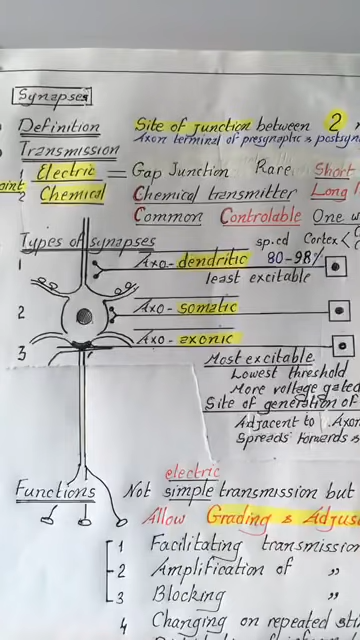 Synapses
Definition Site of Junction between 2
Axon terminal of presynaptic & postsyn
Transmission
1 Electric = Gap Junction Rare Short
point 2 Chemical Chemical transmitter Long
Common Controllable One w
Types of synapses sp.cd Cortex <
1 Axo-dendritic 80-98%
least excitable
2 Axo-somatic
3 Axo-axonic
Most excitable
Lowest threshold
More voltage gated
Site of generation of
Adjacent to Axon
Spreads forwards &
electric
Functions Not simple transmission but
Allow Grading & Adjus
1 Facilitating transmission
2 Amplification of "
3 Blocking "
4 Changing on repeated sti